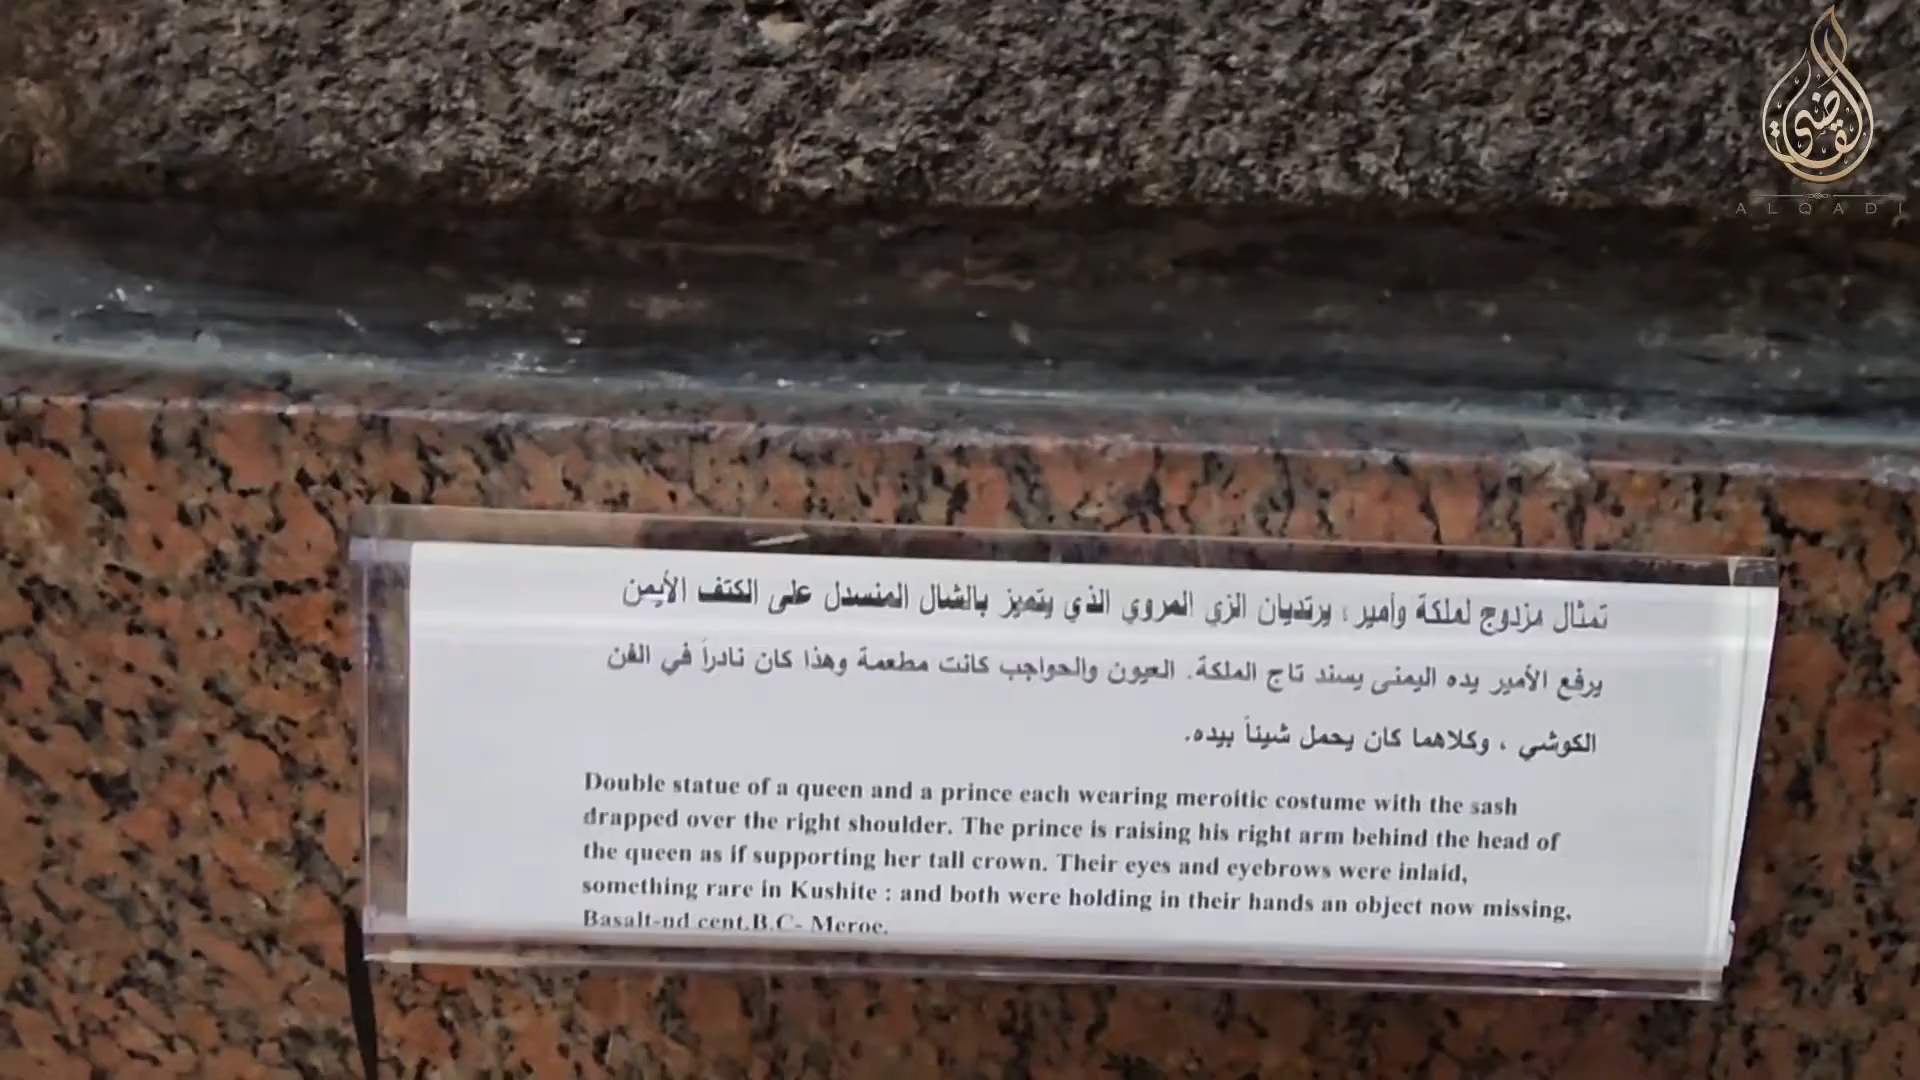 القاضي
ALQADI
تمثال مزدوج لملكة وأمير، يرتديان الزي المروي الذي يتميز بالشال المنسدل على الكتف الأيمن
يرفع الأمير يده اليمنى يسند تاج الملكة. العيون والحواجب كانت مطعمة وهذا كان نادراً في الفن
الكوشي ، وكلاهما كان يحمل شيئاً بيده.
Double statue of a queen and a prince each wearing meroitic costume with the sash
drapped over the right shoulder. The prince is raising his right arm behind the head of
the queen as if supporting her tall crown. Their eyes and eyebrows were inlaid,
something rare in Kushite : and both were holding in their hands an object now missing.
Basalt-nd cent.B.C- Meroe.